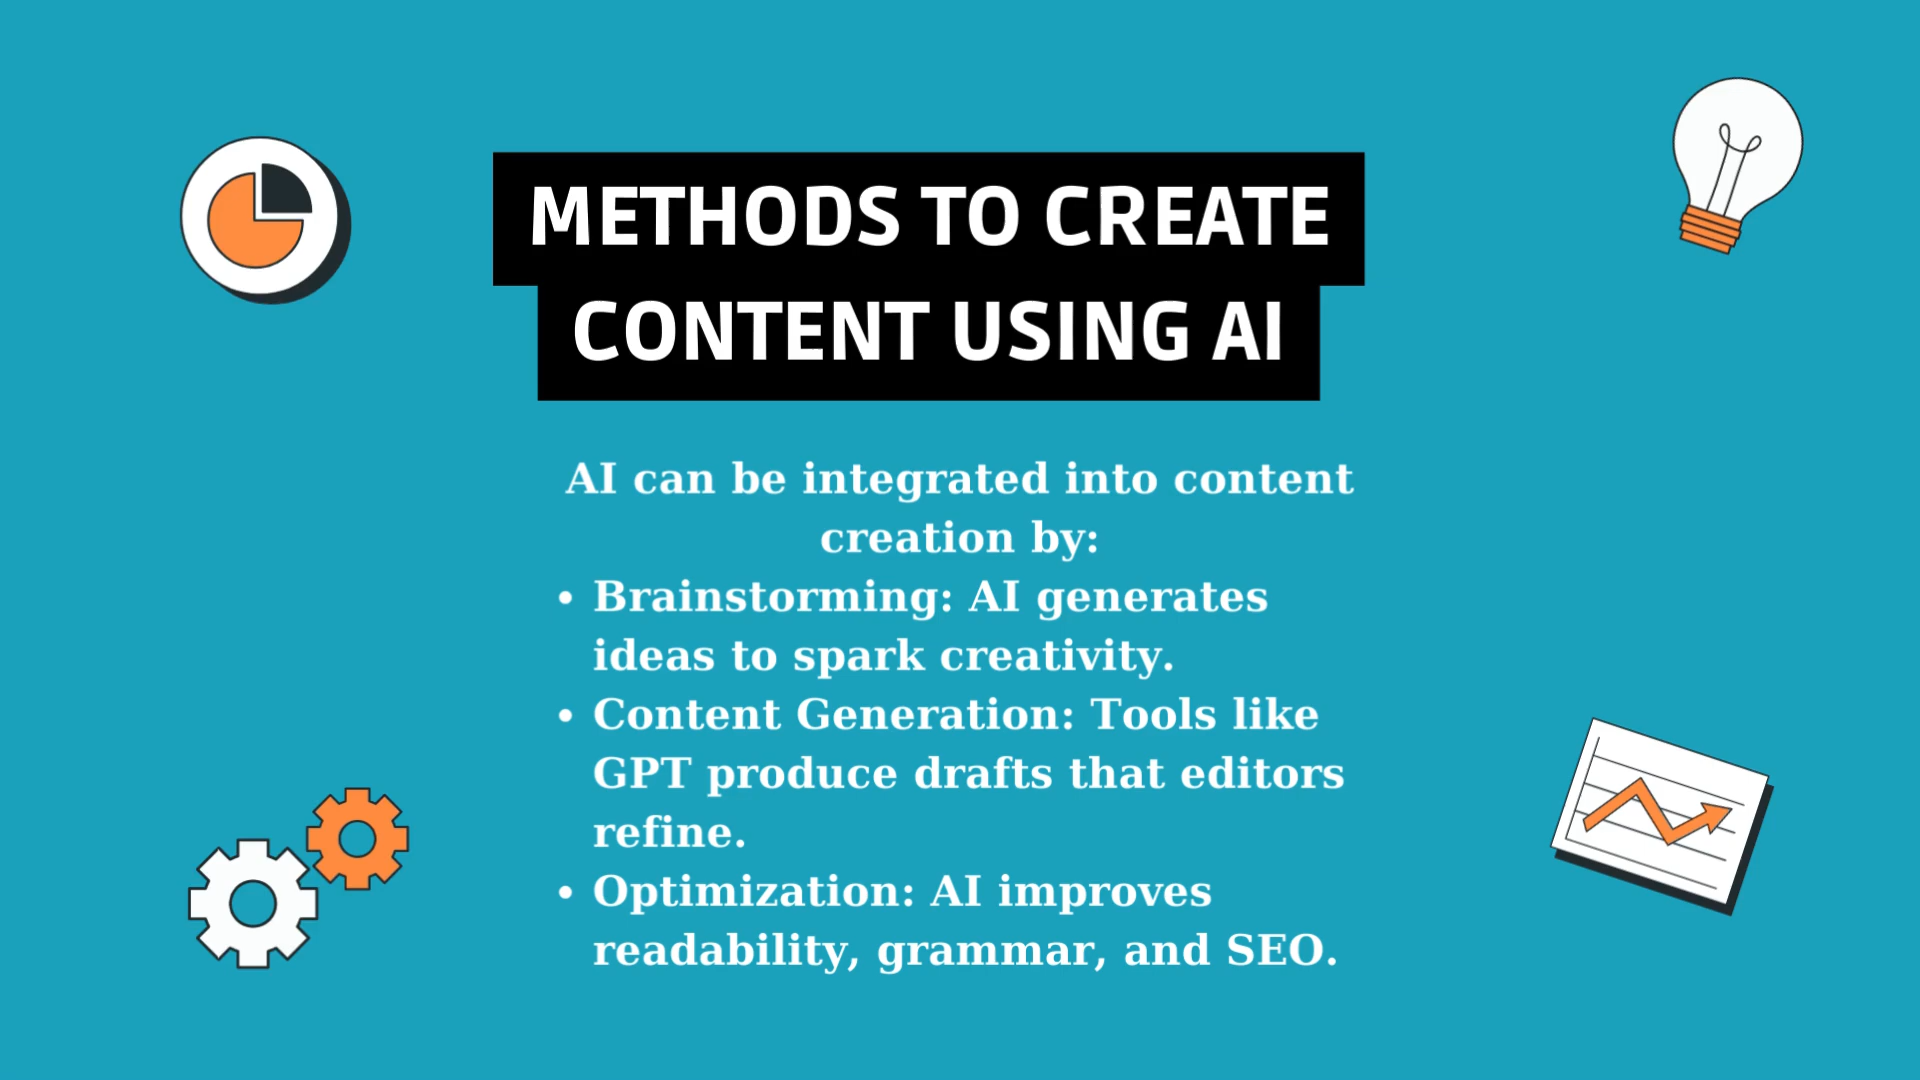 METHODS TO CREATE
CONTENT USING AI
AI can be integrated into content
creation by:
• Brainstorming: AI generates
ideas to spark creativity.
• Content Generation: Tools like
GPT produce drafts that editors
refine.
• Optimization: AI improves
readability, grammar, and SEO.